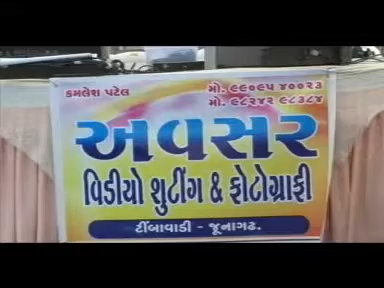 કમલેશ પટેલ
મો. ૯૯૦૯૫ ૪૦૦૨૩
મો. ૯૮૨૪૨ ૯૮૩૮૪
અવસર
વિડીયો શુટીંગ & ફોટોગ્રાફી
ટીંબાવાડી - જૂનાગઢ.